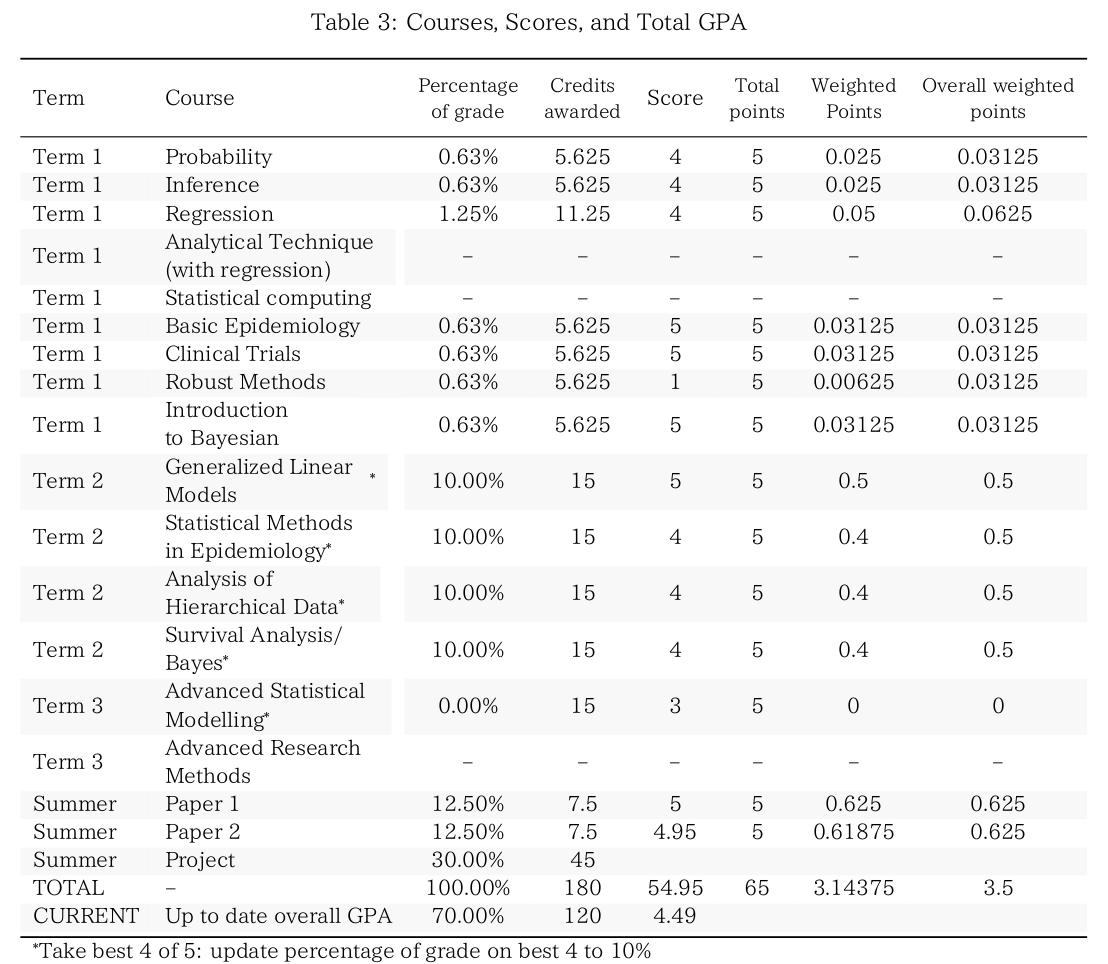 Table 3: Courses, Scores, and Total GPA
Term Course Percentage of grade Credits awarded Score Total points Weighted Points Overall weighted points
Term 1 Probability 0.63% 5.625 4 5 0.025 0.03125
Term 1 Inference 0.63% 5.625 4 5 0.025 0.03125
Term 1 Regression 1.25% 11.25 4 5 0.05 0.0625
Term 1 Analytical Technique (with regression) – – – – – –
Term 1 Statistical computing – – – – – –
Term 1 Basic Epidemiology 0.63% 5.625 5 5 0.03125 0.03125
Term 1 Clinical Trials 0.63% 5.625 5 5 0.03125 0.03125
Term 1 Robust Methods 0.63% 5.625 1 5 0.00625 0.03125
Term 1 Introduction to Bayesian 0.63% 5.625 5 5 0.03125 0.03125
Term 2 Generalized Linear Models * 10.00% 15 5 5 0.5 0.5
Term 2 Statistical Methods in Epidemiology* 10.00% 15 4 5 0.4 0.5
Term 2 Analysis of Hierarchical Data* 10.00% 15 4 5 0.4 0.5
Term 2 Survival Analysis/ Bayes* 10.00% 15 4 5 0.4 0.5
Term 3 Advanced Statistical Modelling* 0.00% 15 3 5 0 0
Term 3 Advanced Research Methods – – – – – –
Summer Paper 1 12.50% 7.5 5 5 0.625 0.625
Summer Paper 2 12.50% 7.5 4.95 5 0.61875 0.625
Summer Project 30.00% 45
TOTAL – 100.00% 180 54.95 65 3.14375 3.5
CURRENT Up to date overall GPA 70.00% 120 4.49
*Take best 4 of 5: update percentage of grade on best 4 to 10%